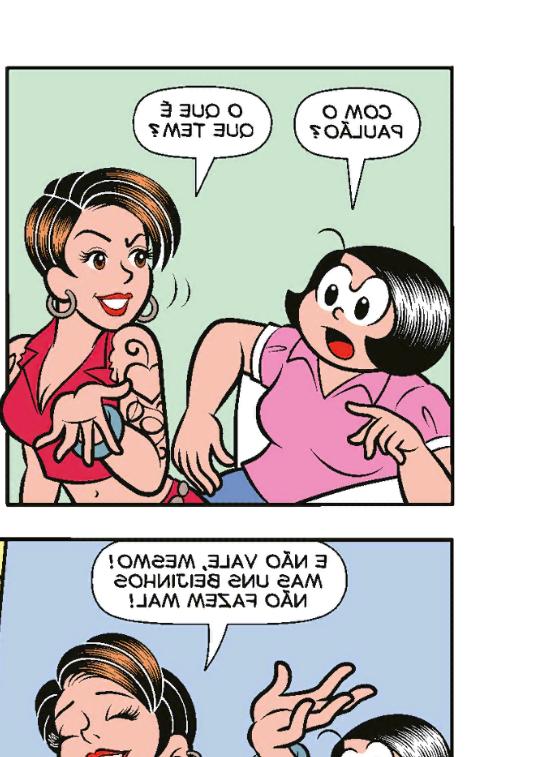 COM O
PAULÃO?
O QUE É
QUE TEM?
E NÃO VALE, MESMO!
MAS UNS BEIJINHOS
NÃO FAZEM MAL!